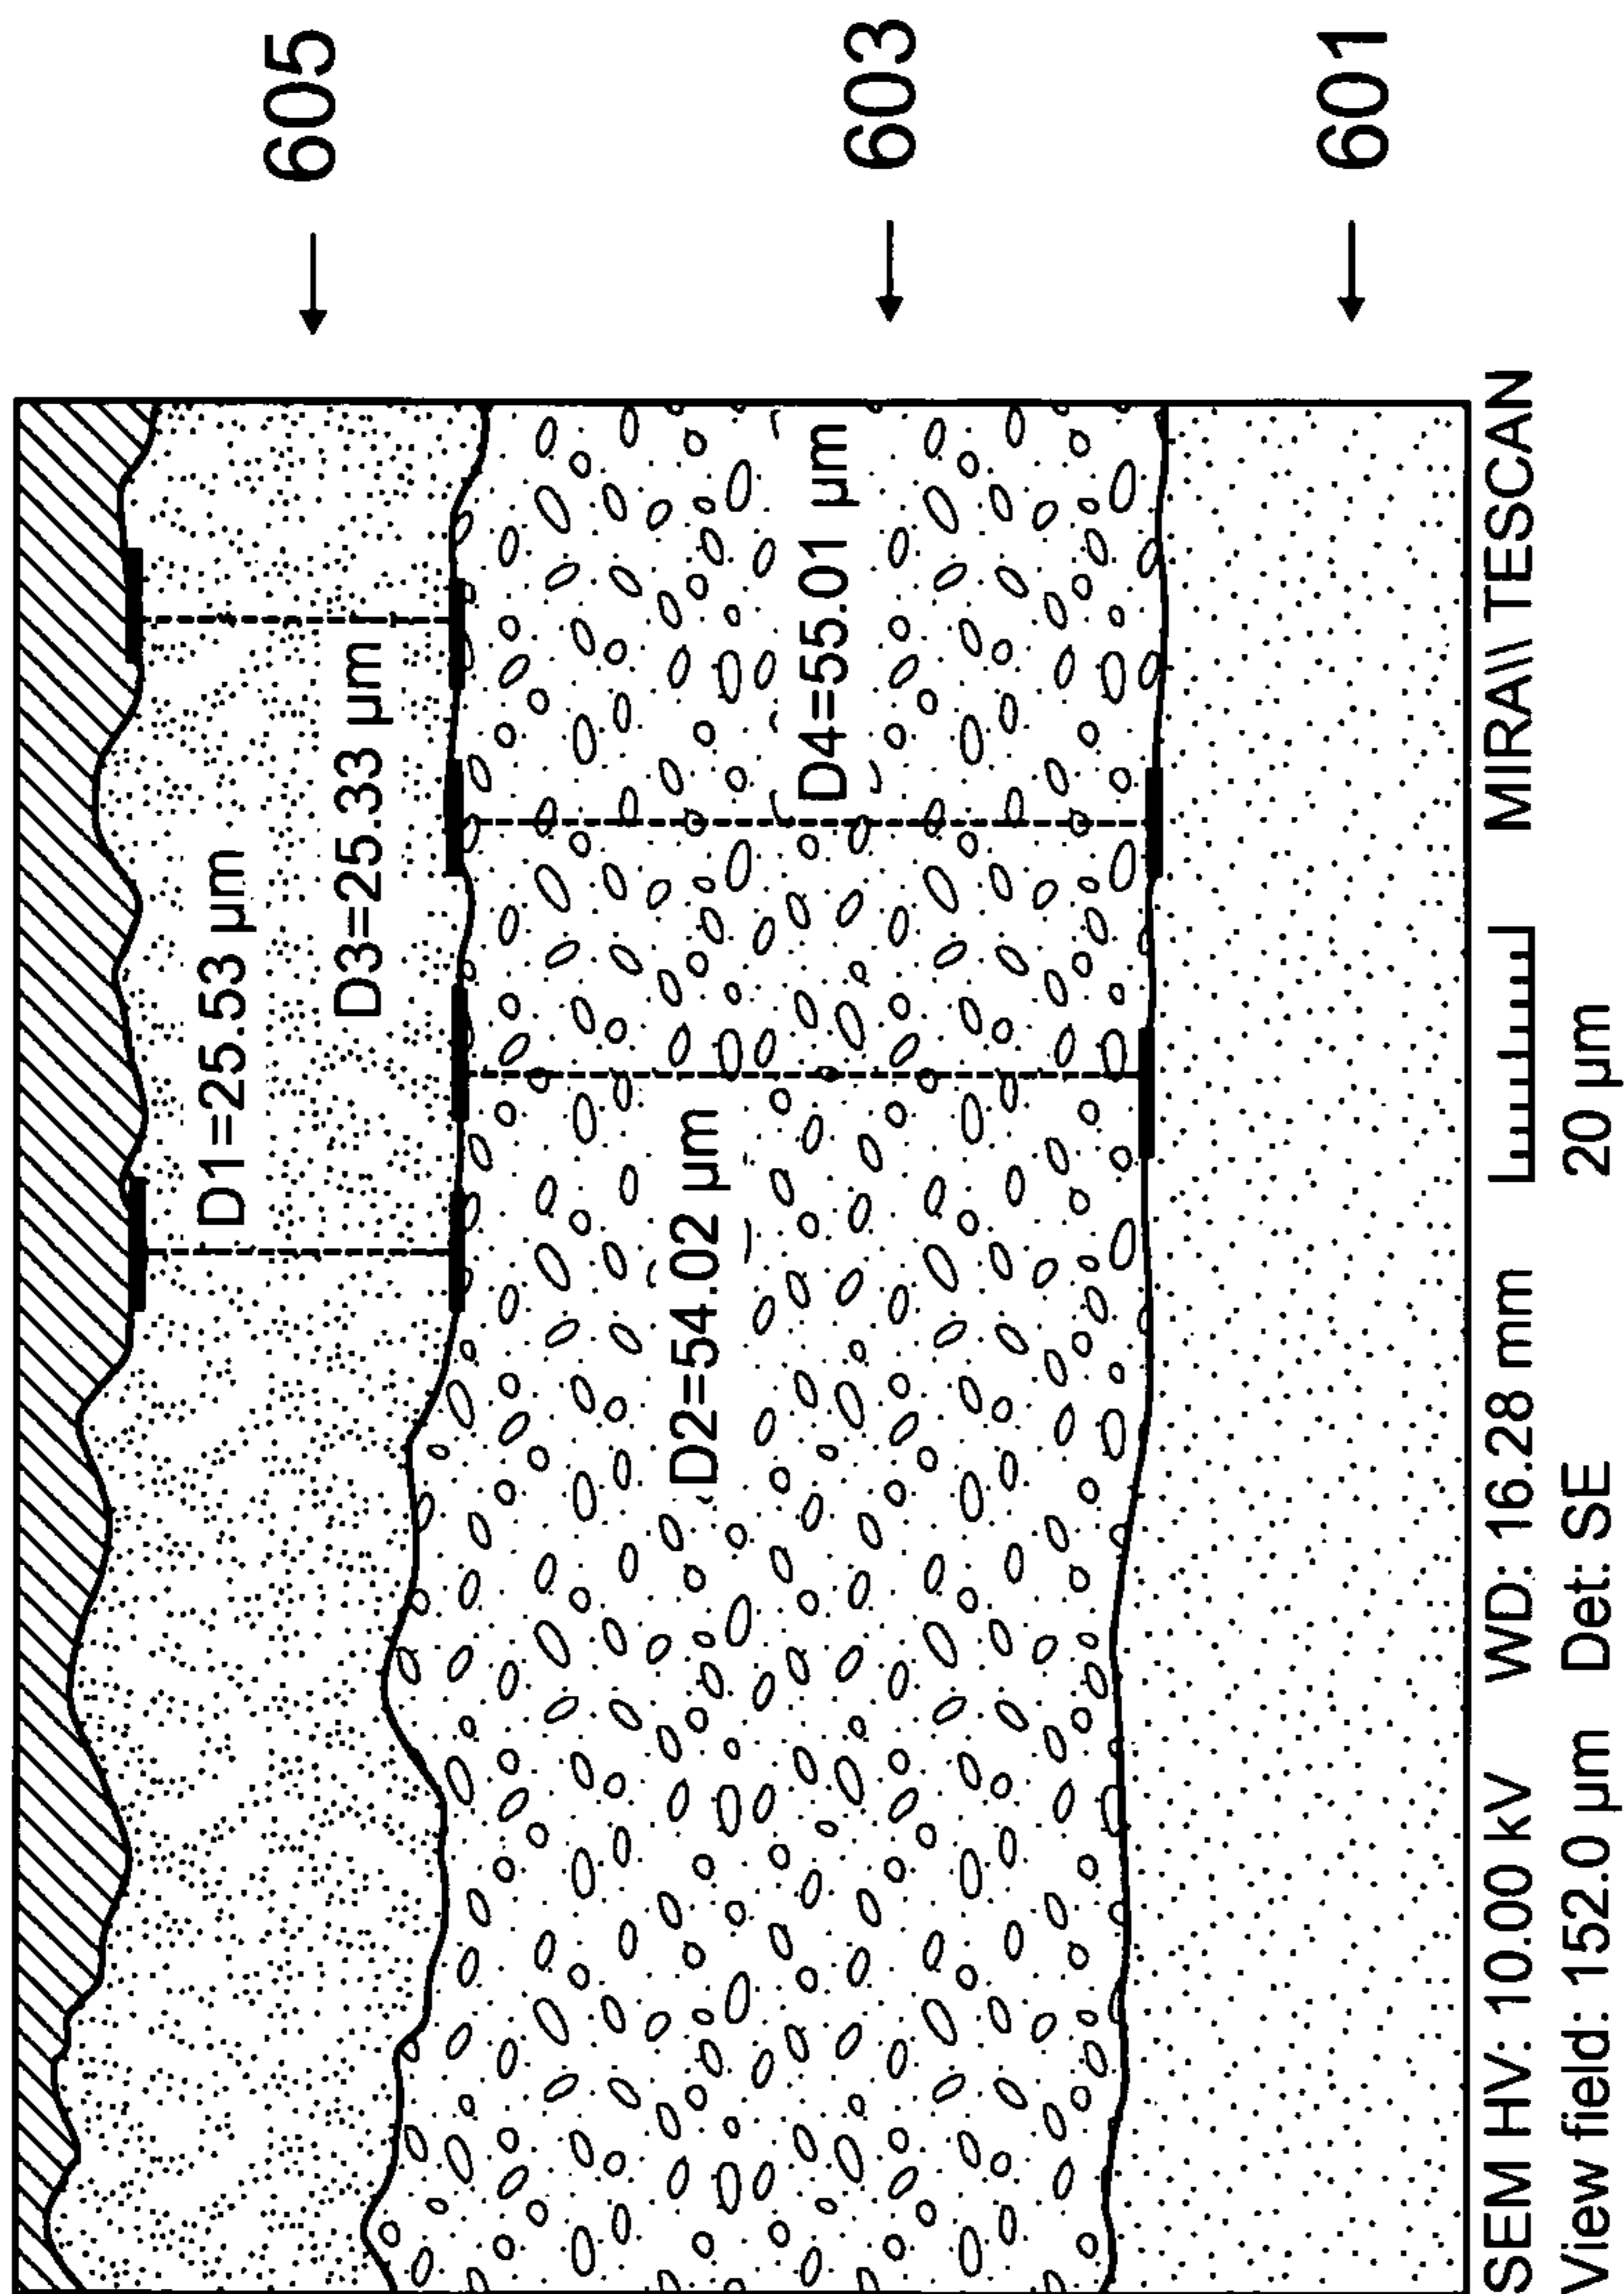 605
603
601
D1=25.53 µm
D3=25.33 µm
D2=54.02 µm
D4=55.01 µm
SEM HV: 10.00 kV WD: 16.28 mm MIRA\\ TESCAN
View field: 152.0 µm Det: SE 20 µm